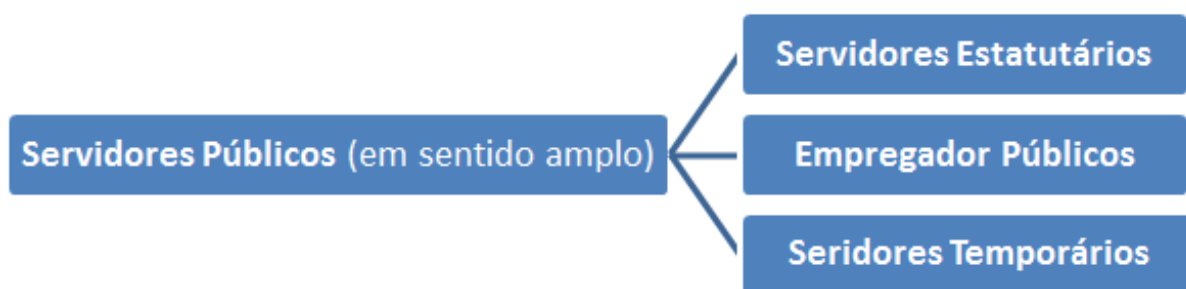 Servidores Estatutários
Servidores Públicos (em sentido amplo)
Empregador Públicos
Seridores Temporários